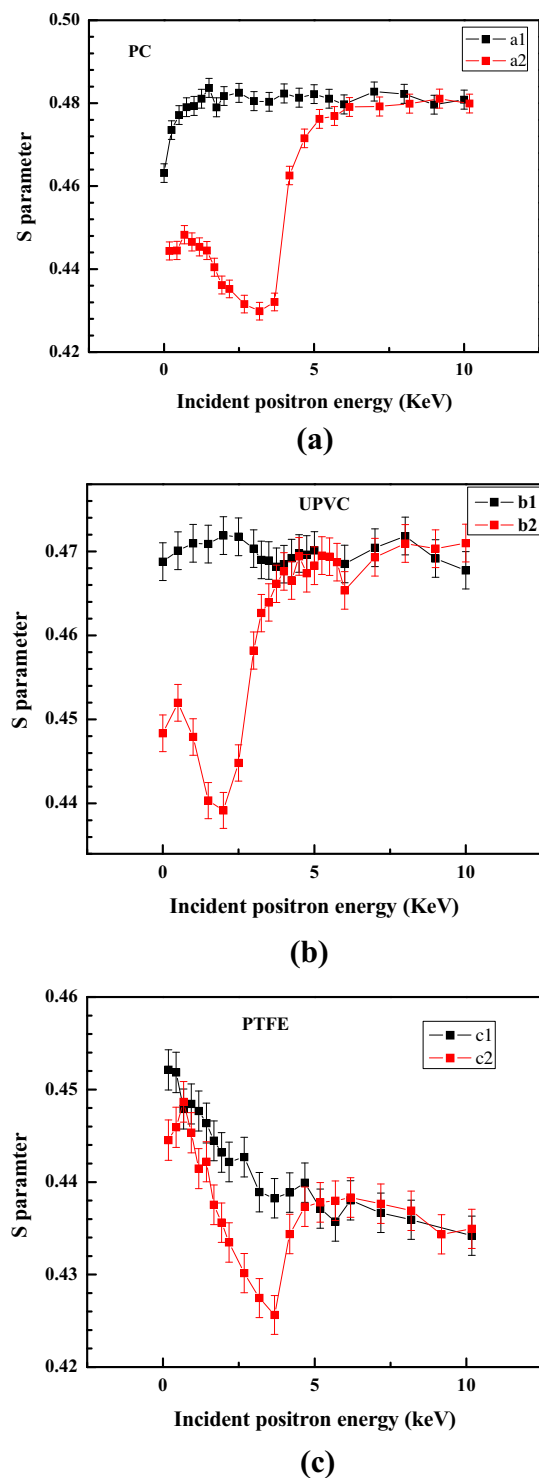 0.50
PC
a1
a2
0.48
0.46
0.44
0.42
S parameter
0 5 10
Incident positron energy (KeV)
(a)
UPVC
b1
b2
0.47
0.46
0.45
0.44
S parameter
0 5 10
Incident positron energy (KeV)
(b)
0.46
PTFE
c1
c2
0.45
0.44
0.43
0.42
S paramter
0 5 10
Incident positron energy (keV)
(c)